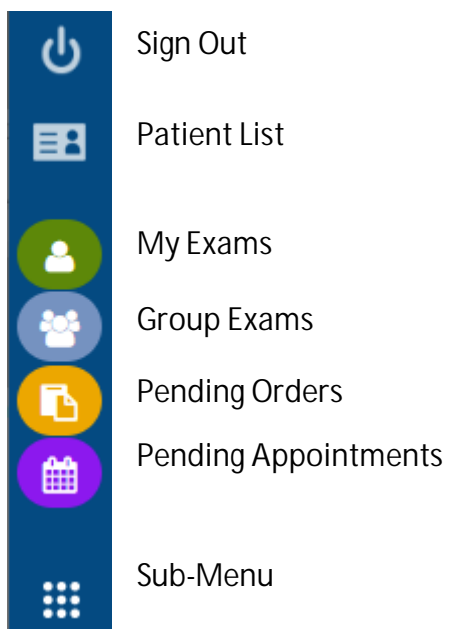 Sign Out
Patient List
My Exams
Group Exams
Pending Orders
Pending Appointments
Sub-Menu